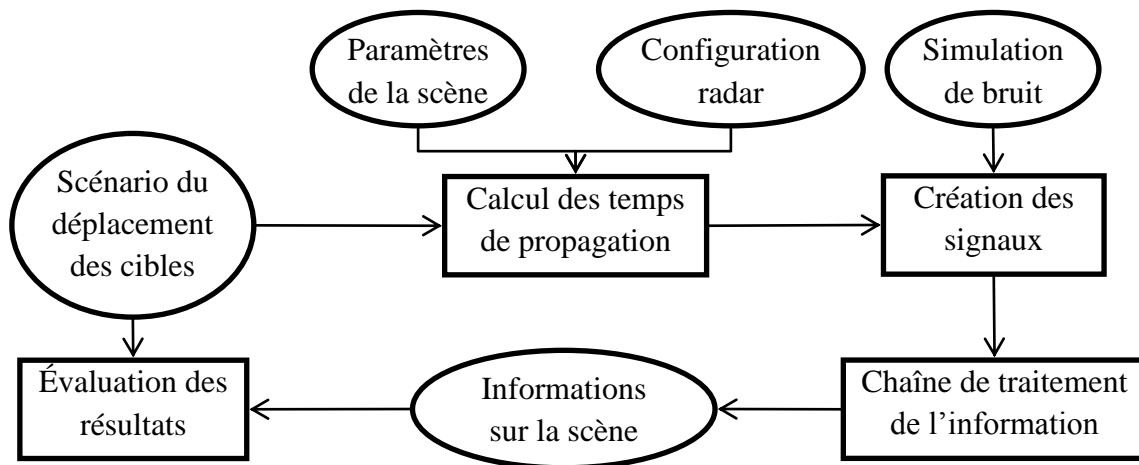 Paramètres
de la scène
Configuration
radar
Simulation
de bruit
Scénario du
déplacement
des cibles
Calcul des temps
de propagation
Création des
signaux
Évaluation des
résultats
Informations
sur la scène
Chaîne de traitement
de l’information